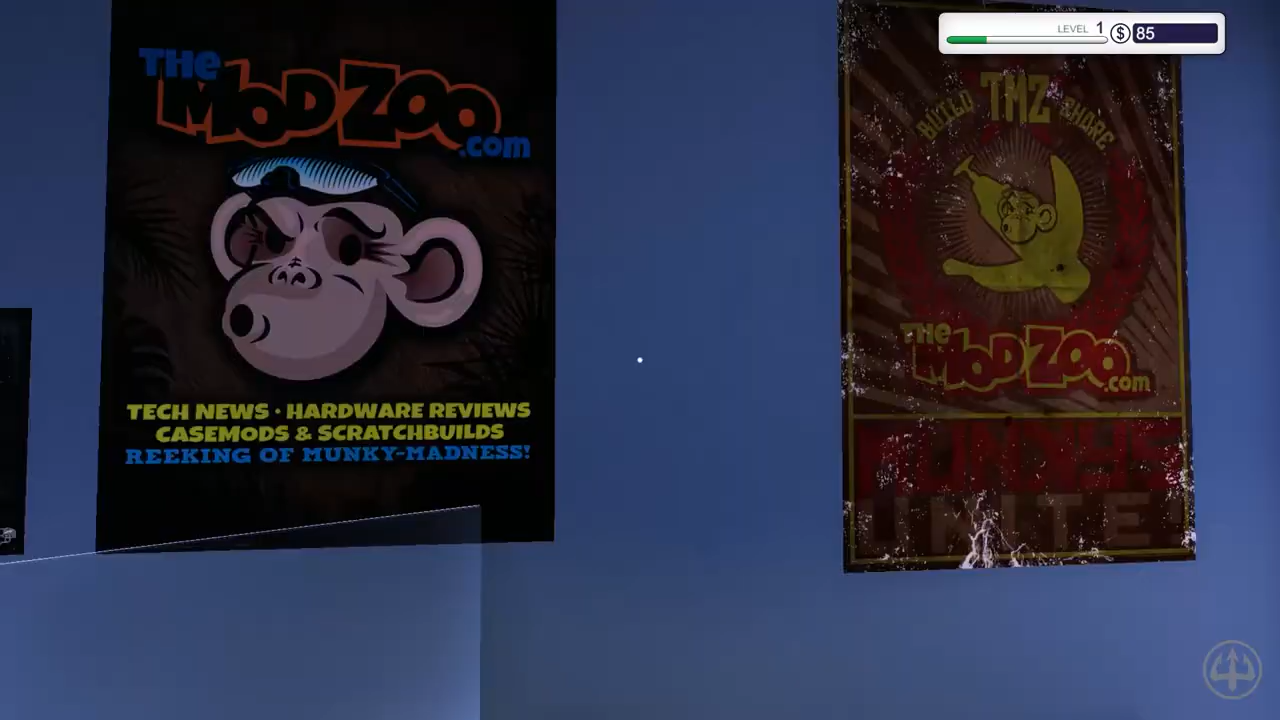 LEVEL 1 $ 85
THE
MOD ZOO
.COM
TECH NEWS · HARDWARE REVIEWS
CASEMODS & SCRATCHBUILDS
REEKING OF MUNKY-MADNESS!
BUILD TMZ SHARE
THE
MOD ZOO
.COM
UNITE!